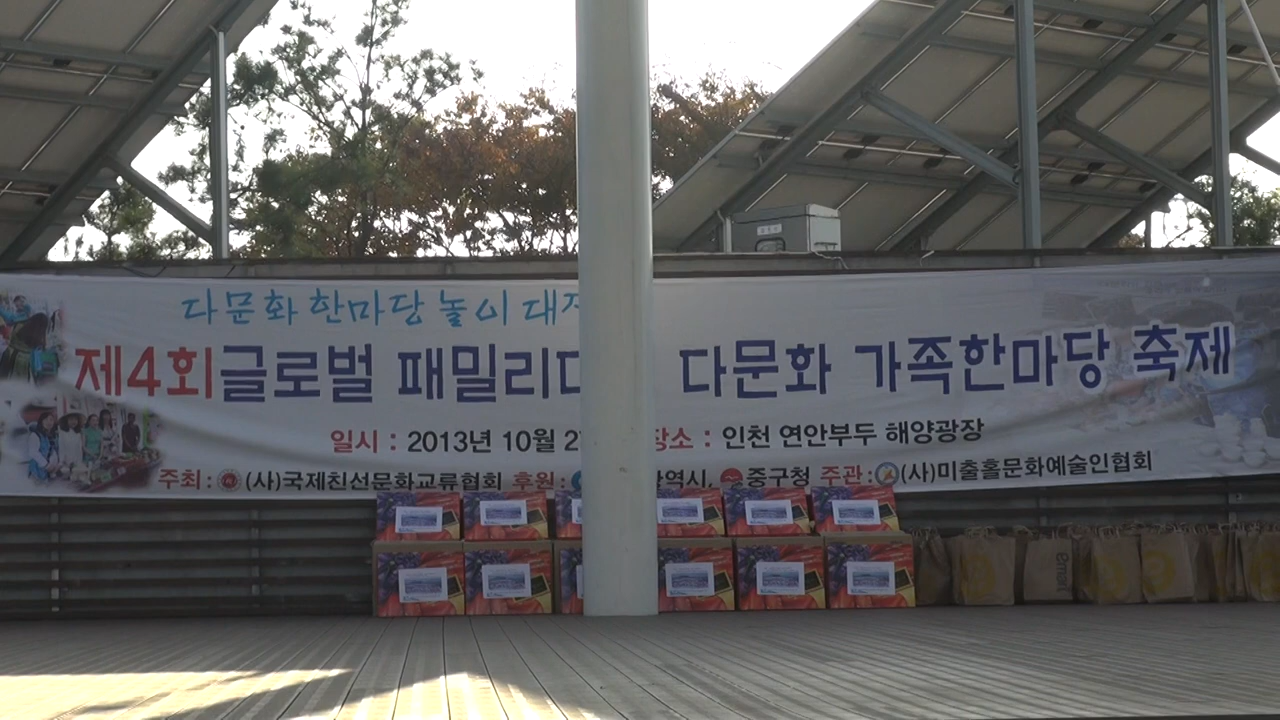 다문화 한마당 놀이
제4회글로벌 패밀리 다문화 가족한마당 축제
일시 : 2013년 10월 장소 : 인천 연안부두 해양광장
주최 : (사)국제친선문화교류협회 후원 : 중구청 주관 : (사)미출홀문화예술인협회
emart